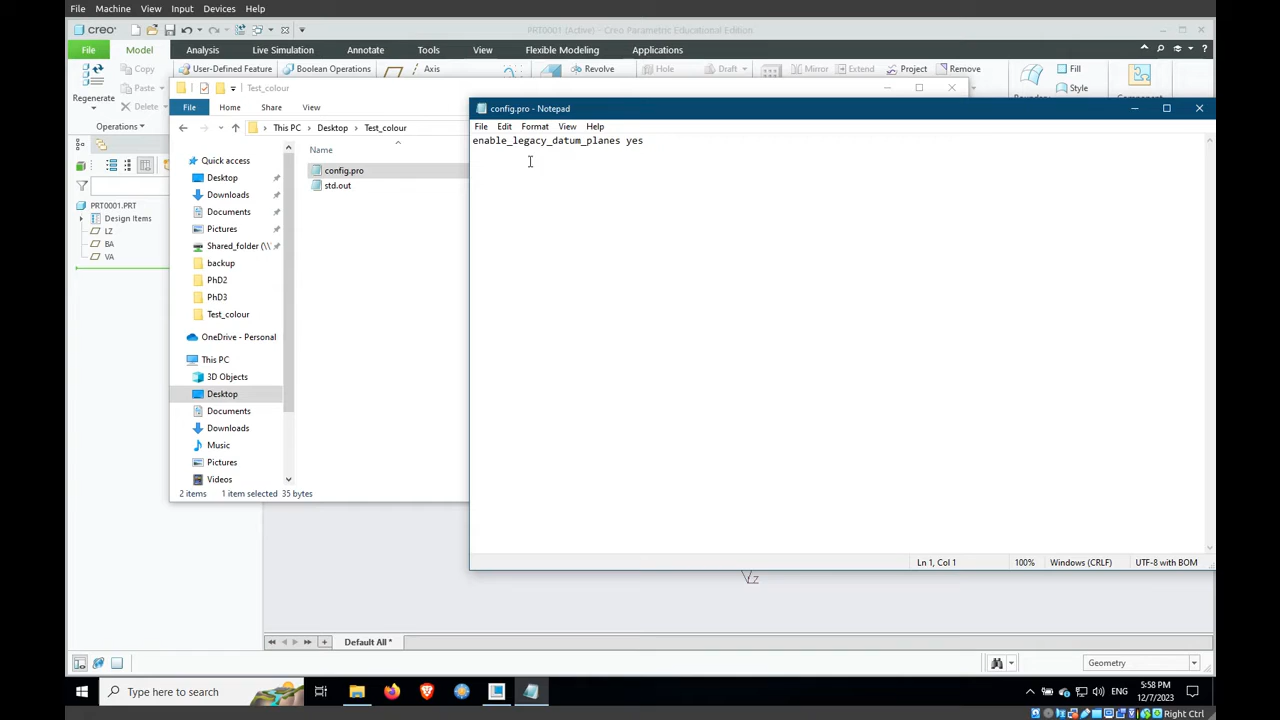 File Machine View Input Devices Help
creo PRT0001 (Active) - Creo Parametric Educational Edition
File Model Analysis Live Simulation Annotate Tools View Flexible Modeling Applications
Copy User-Defined Feature Boolean Operations Axis Revolve Hole Draft Mirror Extend Project Remove Fill
Paste Test_colour Style
Regenerate Delete File Home Share View config.pro - Notepad
Operations This PC Desktop Test_colour File Edit Format View Help
enable_legacy_datum_planes yes
Name
Quick access
config.pro
Desktop
std.out
Downloads
PRT0001.PRT
Documents
Design Items
Pictures
LZ
Shared_folder (\\
BA
backup
VA
PhD2
PhD3
Test_colour
OneDrive - Personal
This PC
3D Objects
Desktop
Documents
Downloads
Music
Pictures
Videos
2 items 1 item selected 35 bytes
Ln 1, Col 1 100% Windows (CRLF) UTF-8 with BOM
LZ
Default All *
Geometry
Type here to search
ENG
5:58 PM
12/7/2023
Right Ctrl